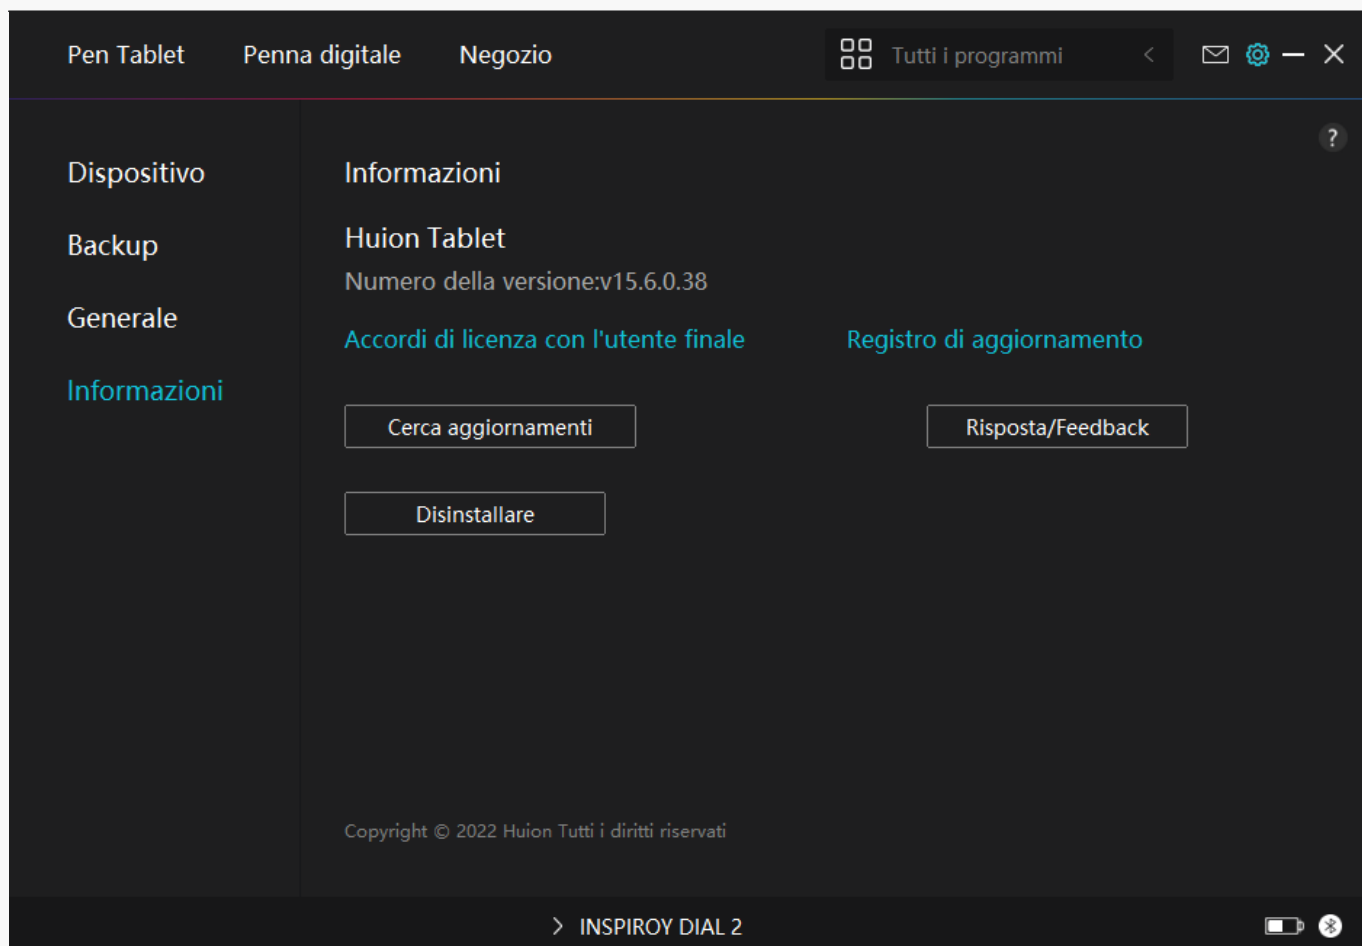 Pen Tablet Penna digitale Negozio Tutti i programmi <
?
Dispositivo
Backup
Generale
Informazioni
Informazioni
Huion Tablet
Numero della versione:v15.6.0.38
Accordi di licenza con l'utente finale Registro di aggiornamento
Cerca aggiornamenti Risposta/Feedback
Disinstallare
Copyright © 2022 Huion Tutti i diritti riservati
> INSPIROY DIAL 2